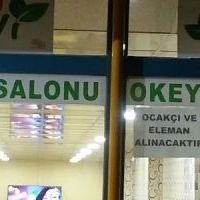 SALONU OKEY
OCAKÇI VE
ELEMAN
ALINACAKTIR